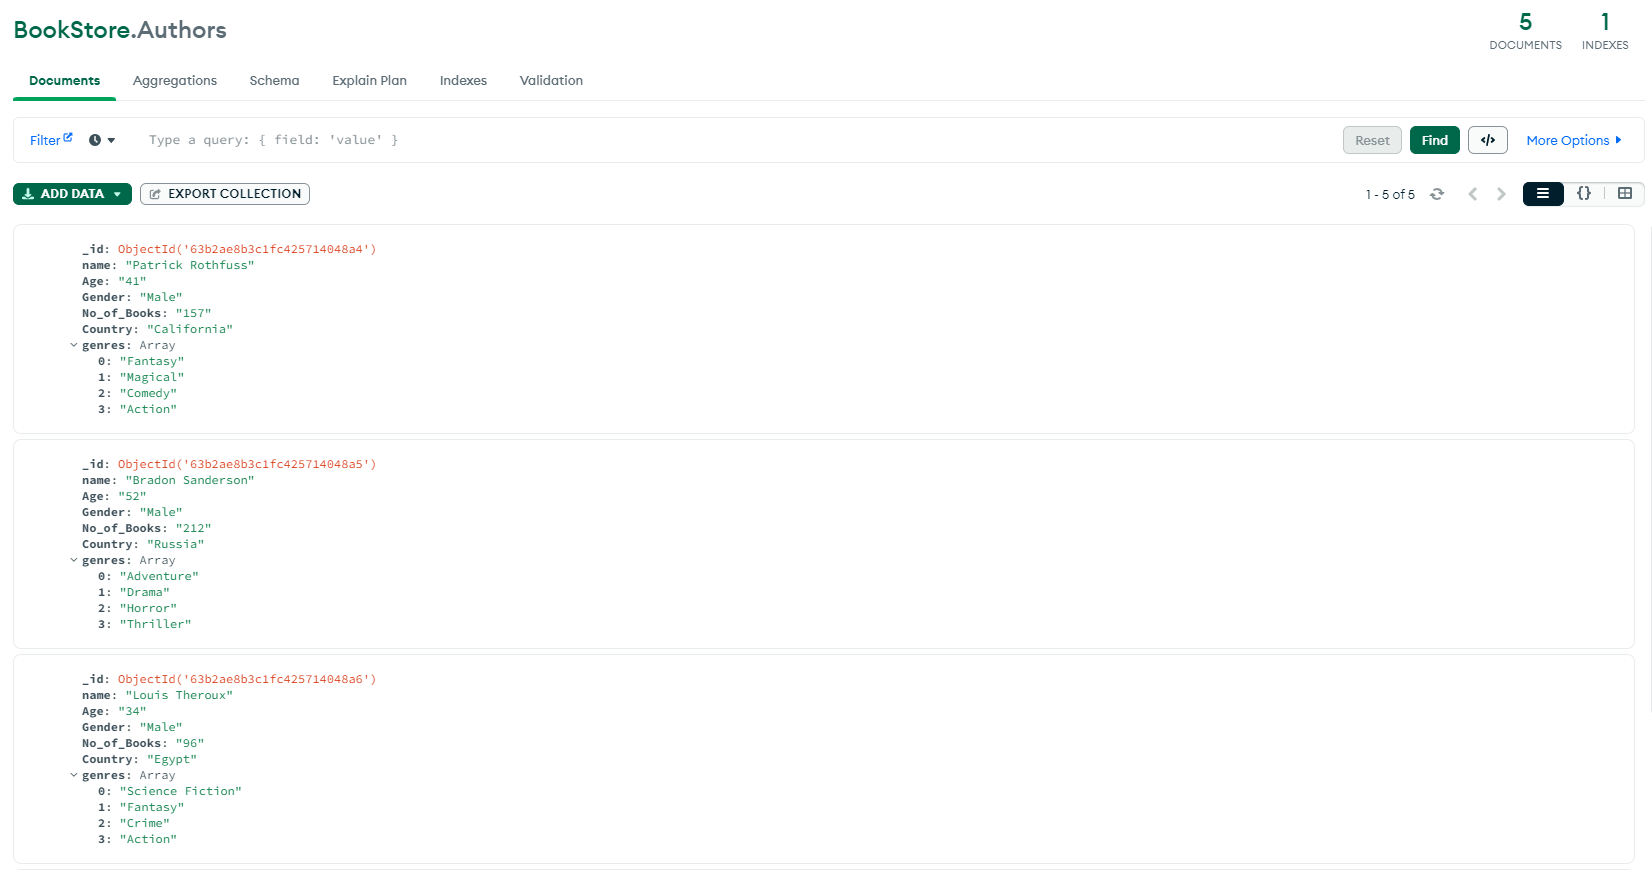 BookStore.Authors
5
DOCUMENTS
1
INDEXES
Documents Aggregations Schema Explain Plan Indexes Validation
Filter Type a query: { field: 'value' } Reset Find </> More Options
ADD DATA EXPORT COLLECTION 1 - 5 of 5 {}
_id: ObjectId('63b2ae8b3c1fc425714048a4')
name: "Patrick Rothfuss"
Age: "41"
Gender: "Male"
No_of_Books: "157"
Country: "California"
genres: Array
0: "Fantasy"
1: "Magical"
2: "Comedy"
3: "Action"
_id: ObjectId('63b2ae8b3c1fc425714048a5')
name: "Bradon Sanderson"
Age: "52"
Gender: "Male"
No_of_Books: "212"
Country: "Russia"
genres: Array
0: "Adventure"
1: "Drama"
2: "Horror"
3: "Thriller"
_id: ObjectId('63b2ae8b3c1fc425714048a6')
name: "Louis Theroux"
Age: "34"
Gender: "Male"
No_of_Books: "96"
Country: "Egypt"
genres: Array
0: "Science Fiction"
1: "Fantasy"
2: "Crime"
3: "Action"